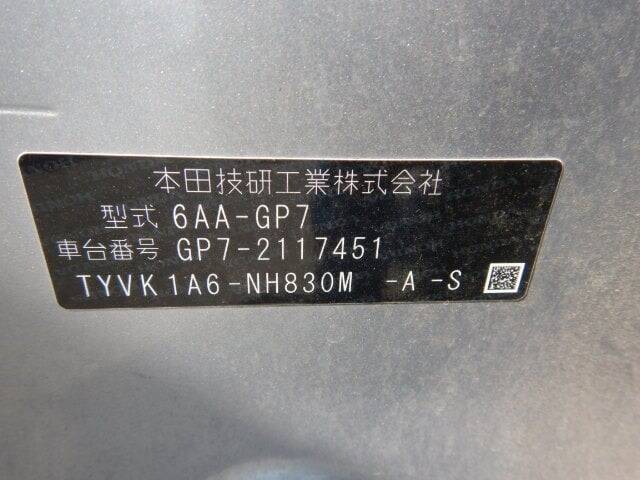 本田技研工業株式会社
型式 6AA-GP7
車台番号 GP7-2117451
TYVK1A6-NH830M -A-S